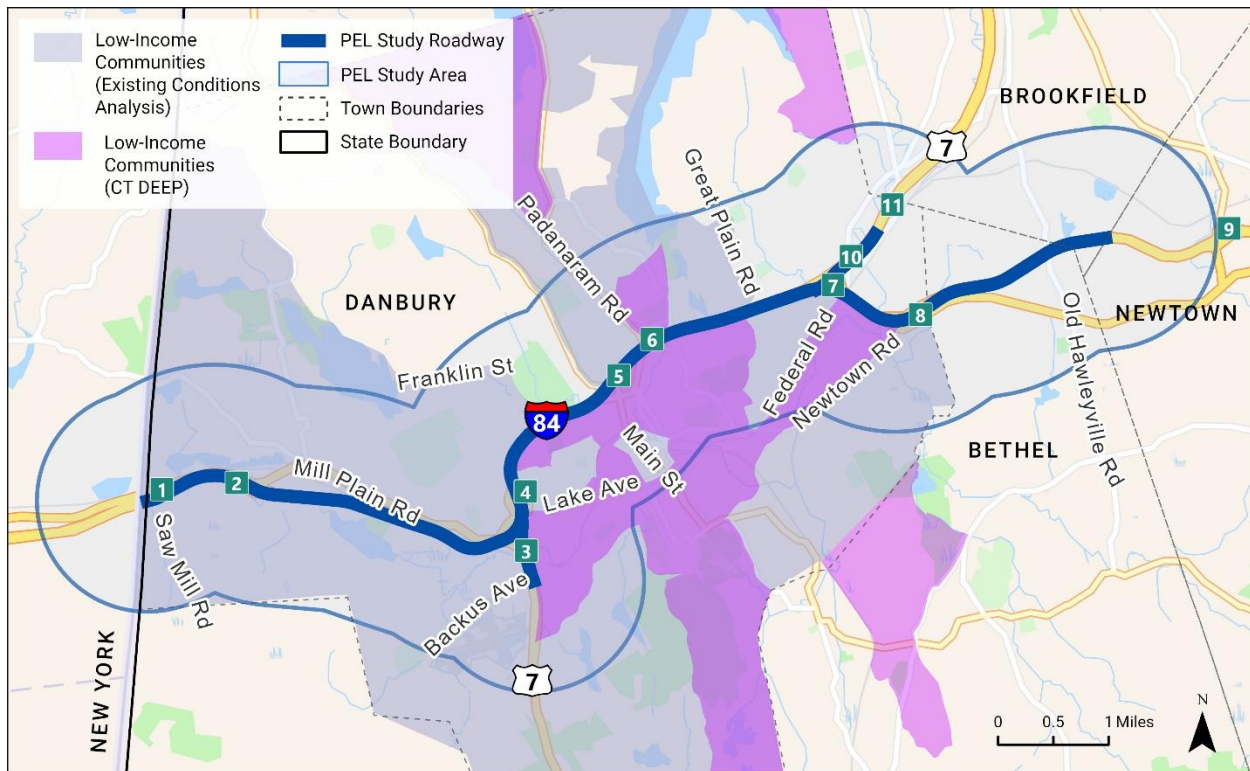 Low-Income
Communities
(Existing Conditions
Analysis)
Low-Income
Communities
(CT DEEP)
PEL Study Roadway
PEL Study Area
Town Boundaries
State Boundary
BROOKFIELD
7
Great Plain Rd
11
Padanaram Rd
9
10
DANBURY
7
8
NEWTOWN
6
Federal Rd
Old Hawleyville Rd
Franklin St
5
Newtown Rd
84
Main St
BETHEL
1
2
Mill Plain Rd
4
Lake Ave
Saw Mill Rd
3
Backus Ave
NEW YORK
7
N
0 0.5 1 Miles